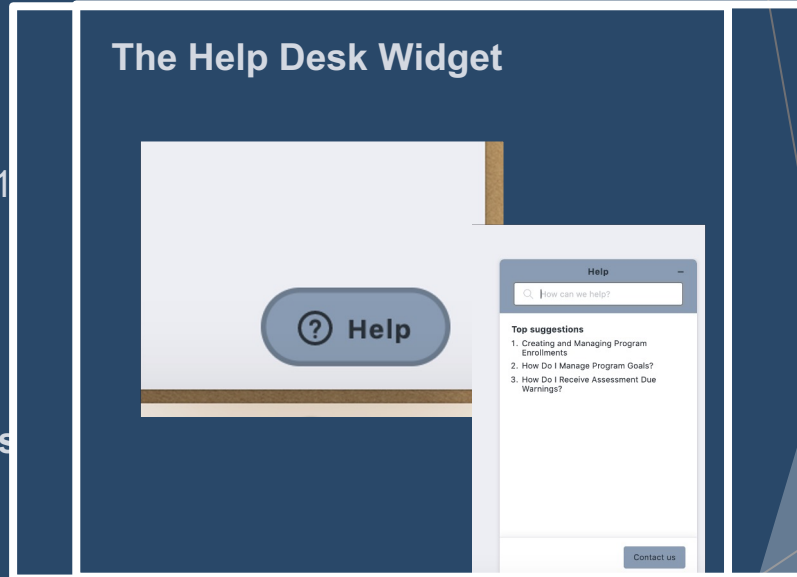 The Help Desk Widget
1
s
? Help
Help
How can we help?
Top suggestions
1. Creating and Managing Program
Enrollments
2. How Do I Manage Program Goals?
3. How Do I Receive Assessment Due
Warnings?
Contact us